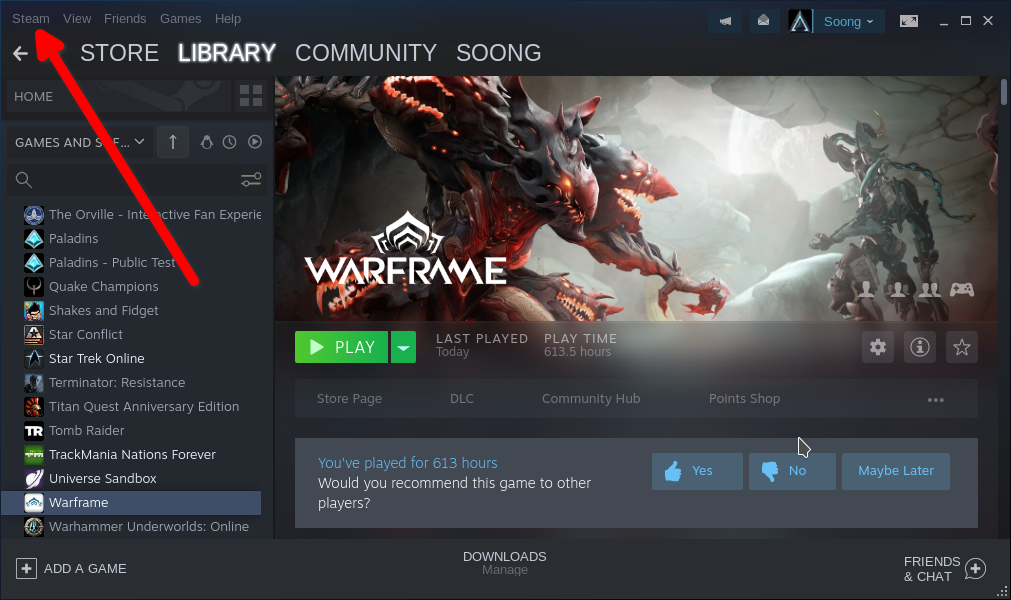 Steam View Friends Games Help
Soong
STORE LIBRARY COMMUNITY SOONG
HOME
GAMES AND S
The Orville - Interactive Fan Experie
Paladins
Paladins - Public Test
Quake Champions
Shakes and Fidget
Star Conflict
Star Trek Online
Terminator: Resistance
Titan Quest Anniversary Edition
TR Tomb Raider
TrackMania Nations Forever
Universe Sandbox
Warframe
Warhammer Underworlds: Online
WARFRAME
PLAY
LAST PLAYED
Today
PLAY TIME
613.5 hours
Store Page DLC Community Hub Points Shop
You've played for 613 hours
Would you recommend this game to other
players?
Yes No Maybe Later
ADD A GAME
DOWNLOADS
Manage
FRIENDS
& CHAT